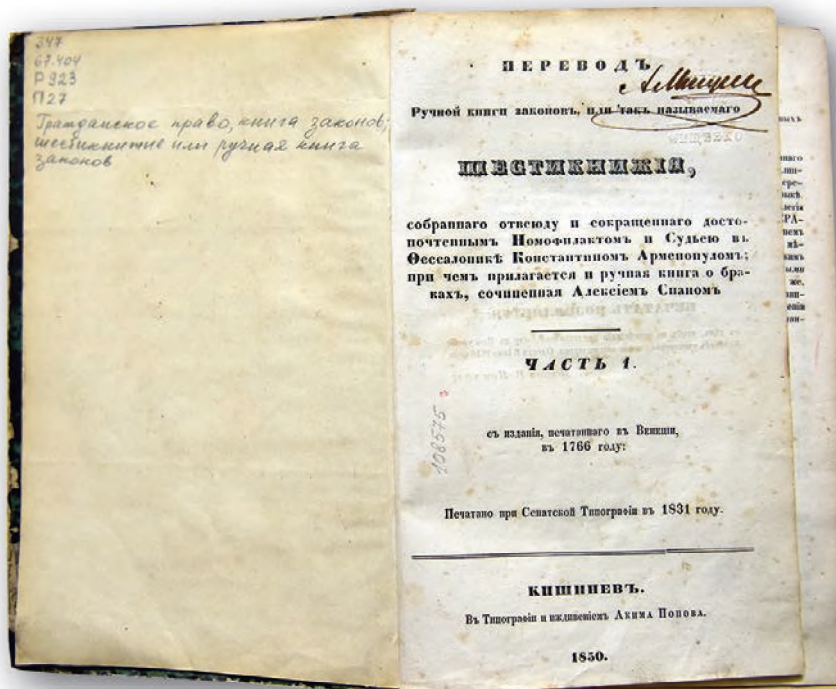 347
67.404
Р923
П27
Гражданское право, книга законов;
шестикнижие или ручная книга
законов
ПЕРЕВОДЪ
Ручной книги законовъ, или такъ называемаго
ШЕСТИКНИЖІЯ,
собраннаго отвсюду и сокращеннаго досто-
почтеннымъ Номофилактомъ и Судьею въ
Ѳессалоникѣ Константиномъ Арменопуломъ;
при чемъ прилагается и ручная книга о бра-
кахъ, сочиненная Алексіемъ Спаномъ
ЧАСТЬ 1.
108575
съ изданія, печатаннаго въ Венеціи,
въ 1766 году:
Печатано при Сенатской Типографіи въ 1831 году.
КИШИНЕВЪ.
Въ Типографіи и иждивеніемъ Акима Попова.
1850.